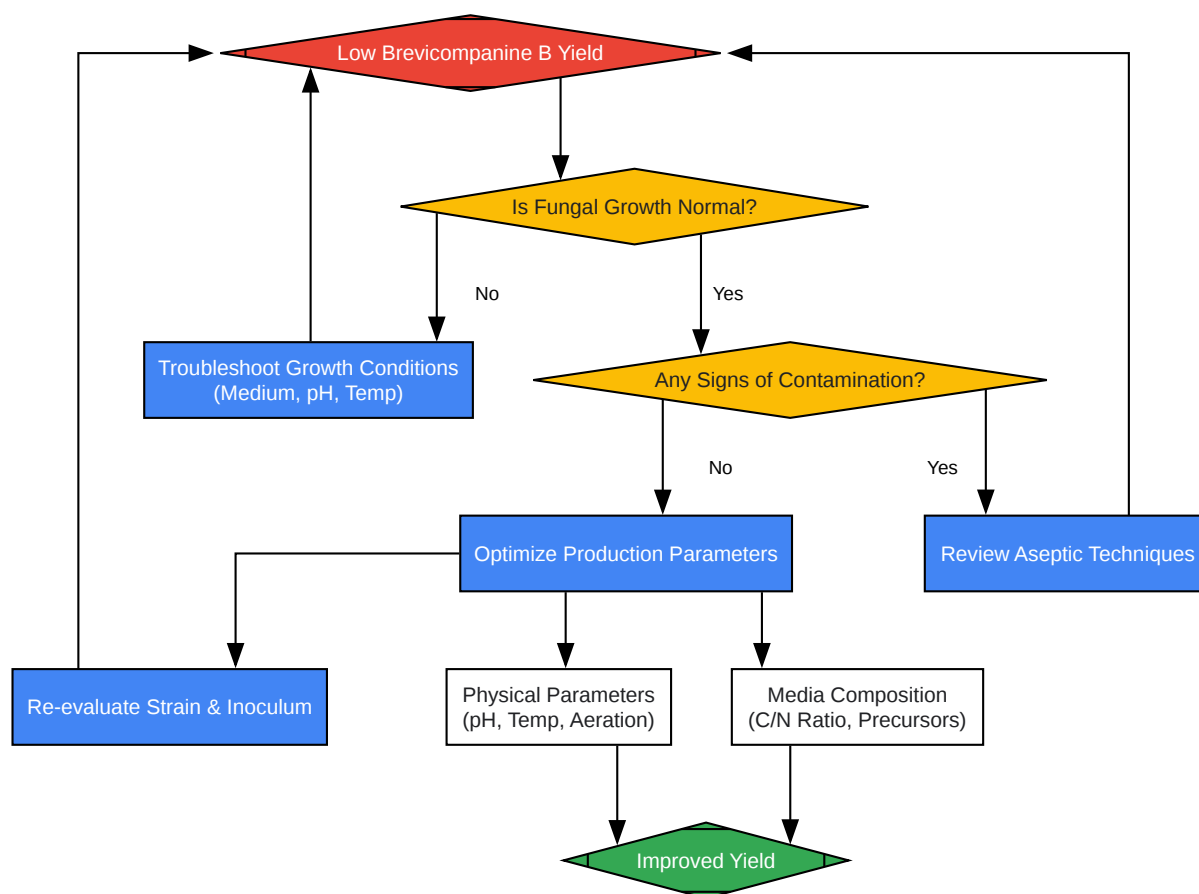 Low Brevicompanine B Yield
Is Fungal Growth Normal?
No
Yes
Troubleshoot Growth Conditions
(Medium, pH, Temp)
Any Signs of Contamination?
No
Yes
Optimize Production Parameters
Review Aseptic Techniques
Re-evaluate Strain & Inoculum
Physical Parameters
(pH, Temp, Aeration)
Media Composition
(C/N Ratio, Precursors)
Improved Yield